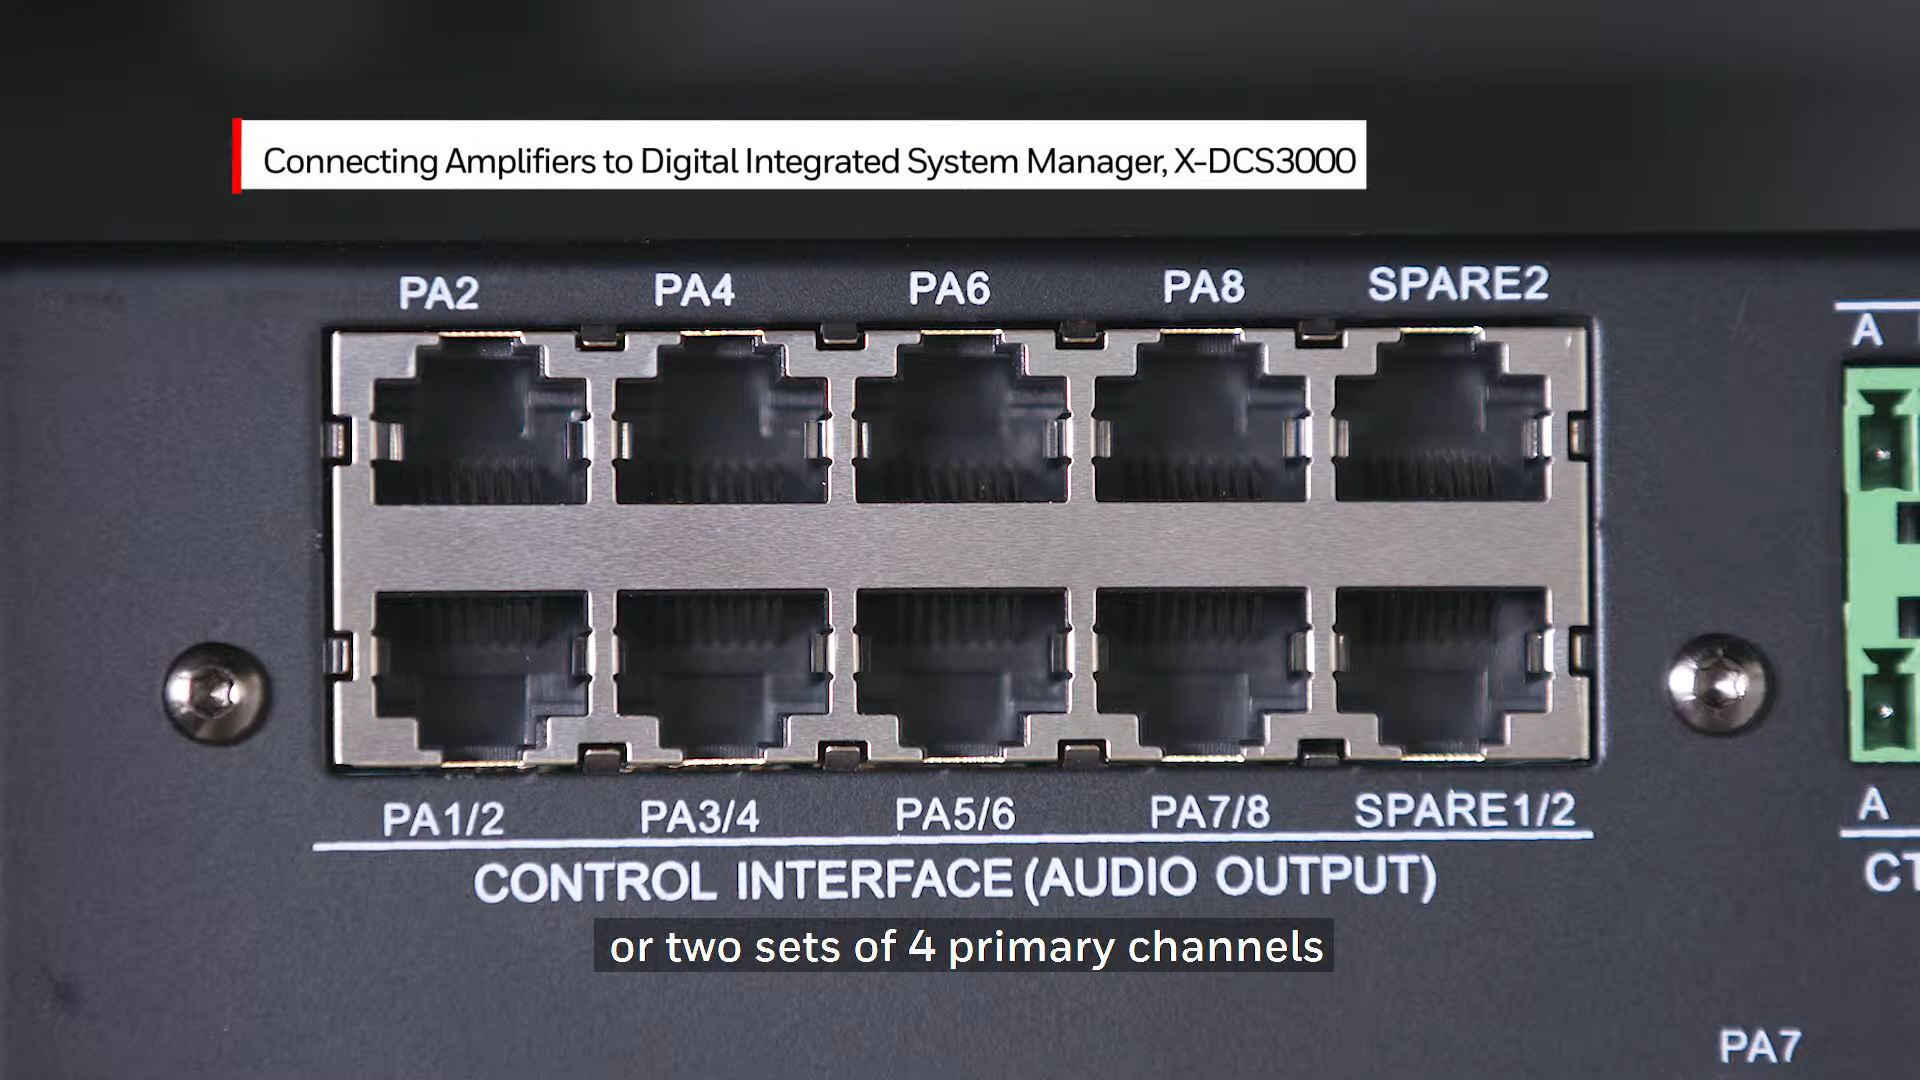 Connecting Amplifiers to Digital Integrated System Manager, X-DCS3000
PA2 PA4 PA6 PA8 SPARE2
A
PA1/2 PA3/4 PA5/6 PA7/8 SPARE1/2
A
CONTROL INTERFACE (AUDIO OUTPUT)
or two sets of 4 primary channels
PA7